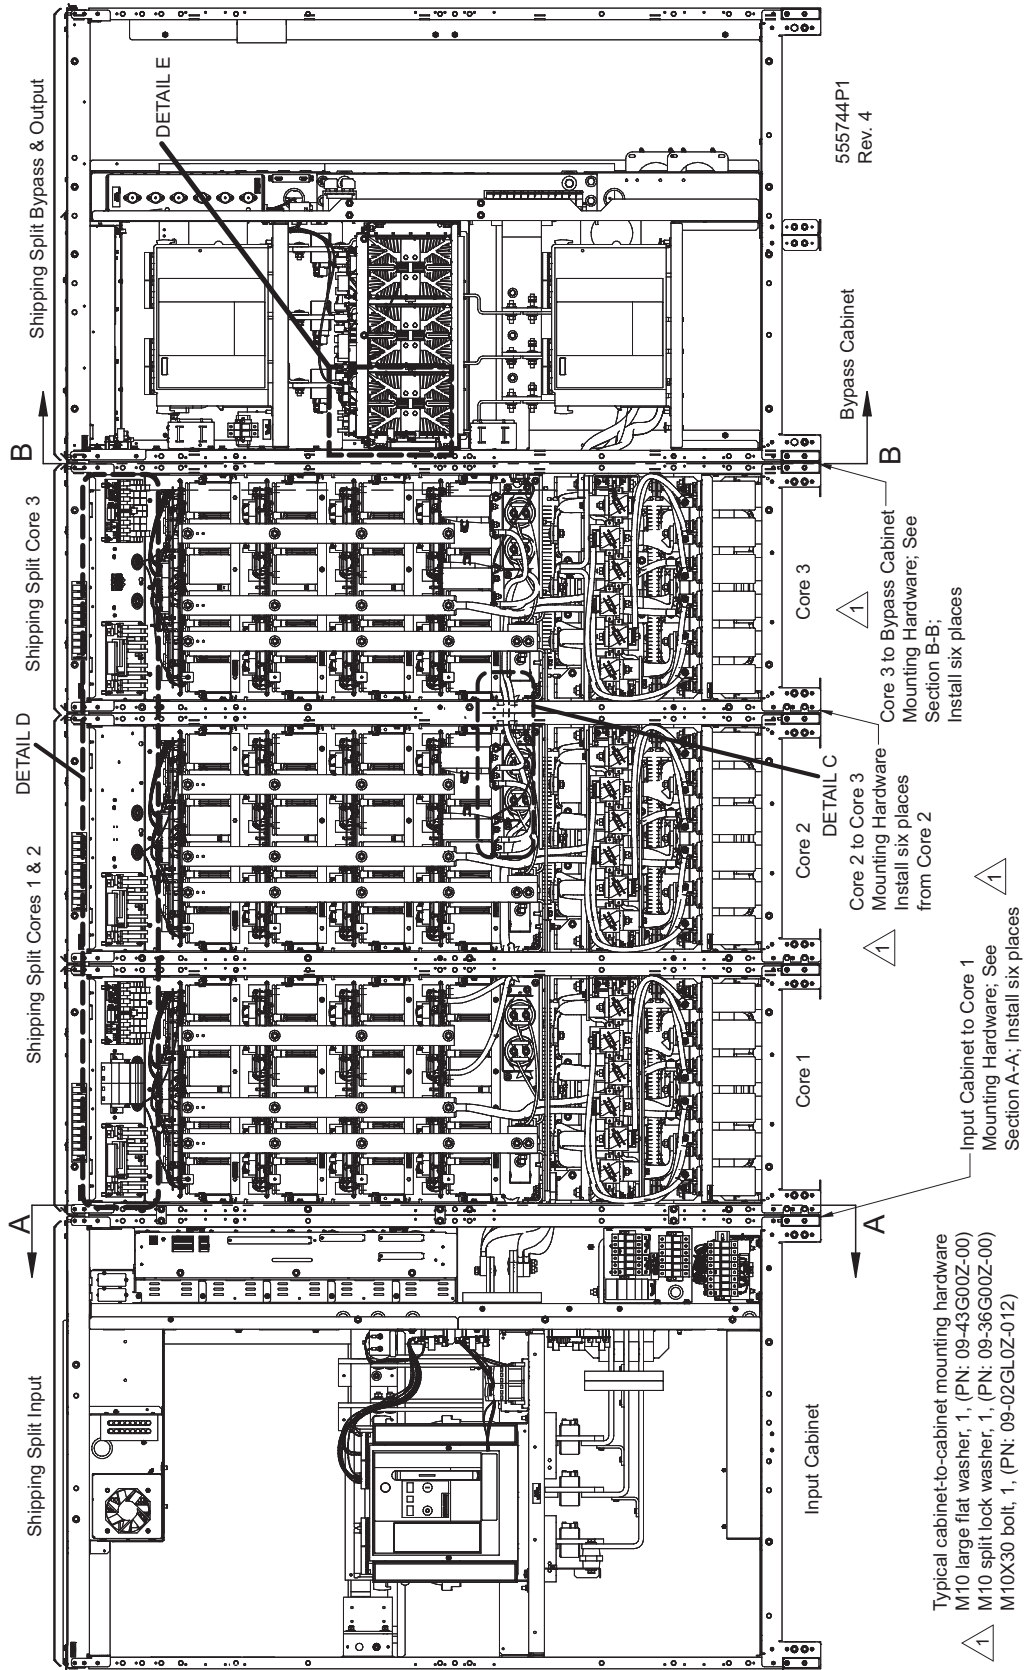 Shipping Split Input
Shipping Split Cores 1 & 2
Shipping Split Core 3
Shipping Split Bypass & Output
DETAIL D
DETAIL E
A
B
Input Cabinet
Core 1
Core 2
Core 3
Bypass Cabinet
A
B
DETAIL C
555744P1
Rev. 4
Input Cabinet to Core 1
Mounting Hardware; See
Section A-A; Install six places
1
Core 2 to Core 3
Mounting Hardware
Install six places
from Core 2
1
Core 3 to Bypass Cabinet
Mounting Hardware; See
Section B-B;
Install six places
1
1
Typical cabinet-to-cabinet mounting hardware
M10 large flat washer, 1, (PN: 09-43G00Z-00)
M10 split lock washer, 1, (PN: 09-36G00Z-00)
M10X30 bolt, 1, (PN: 09-02GL0Z-012)